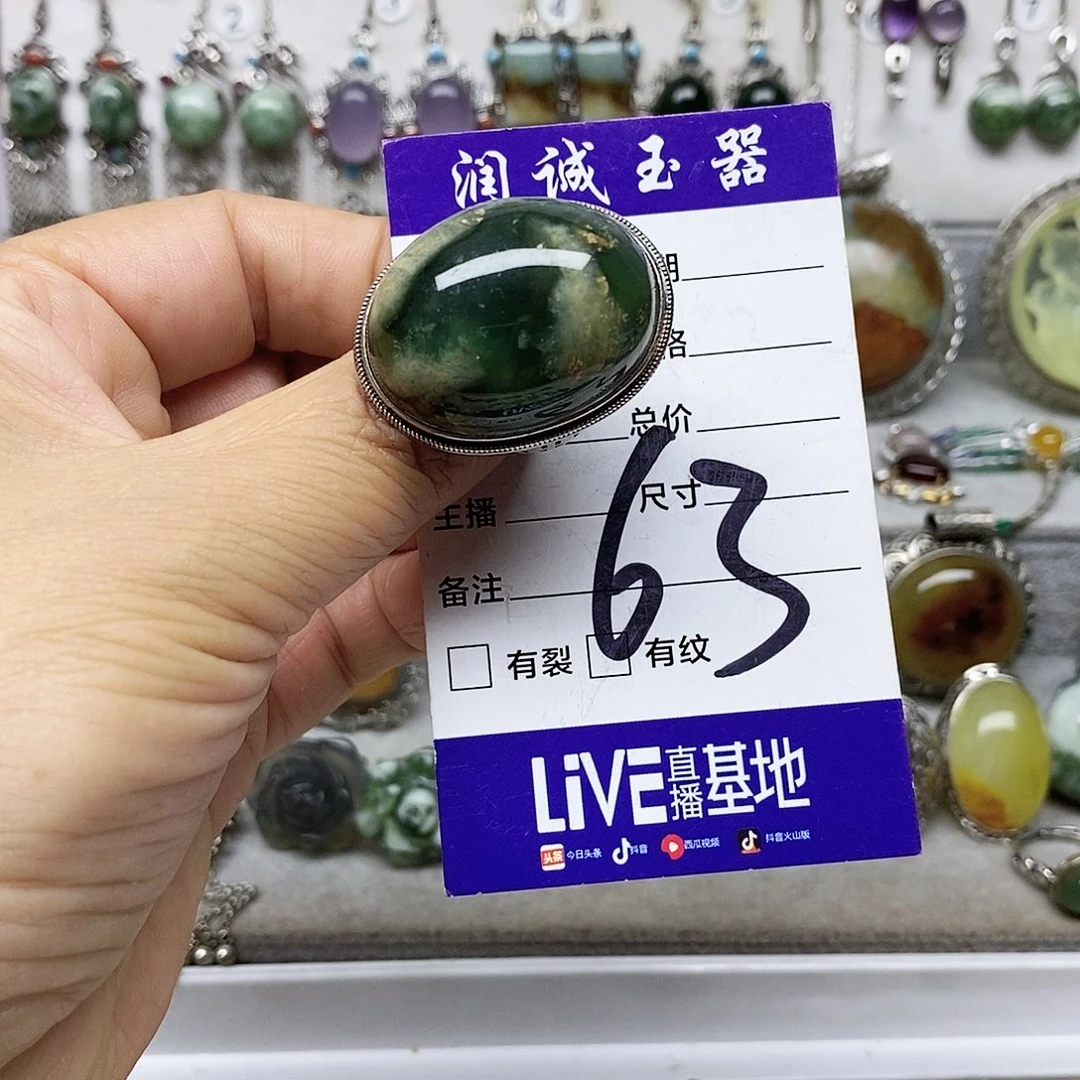 润诚玉器
期
格
总价
主播
尺寸
备注
63
有裂
有纹
LiVE直播基地
今日头条
抖音
西瓜视频
抖音火山版